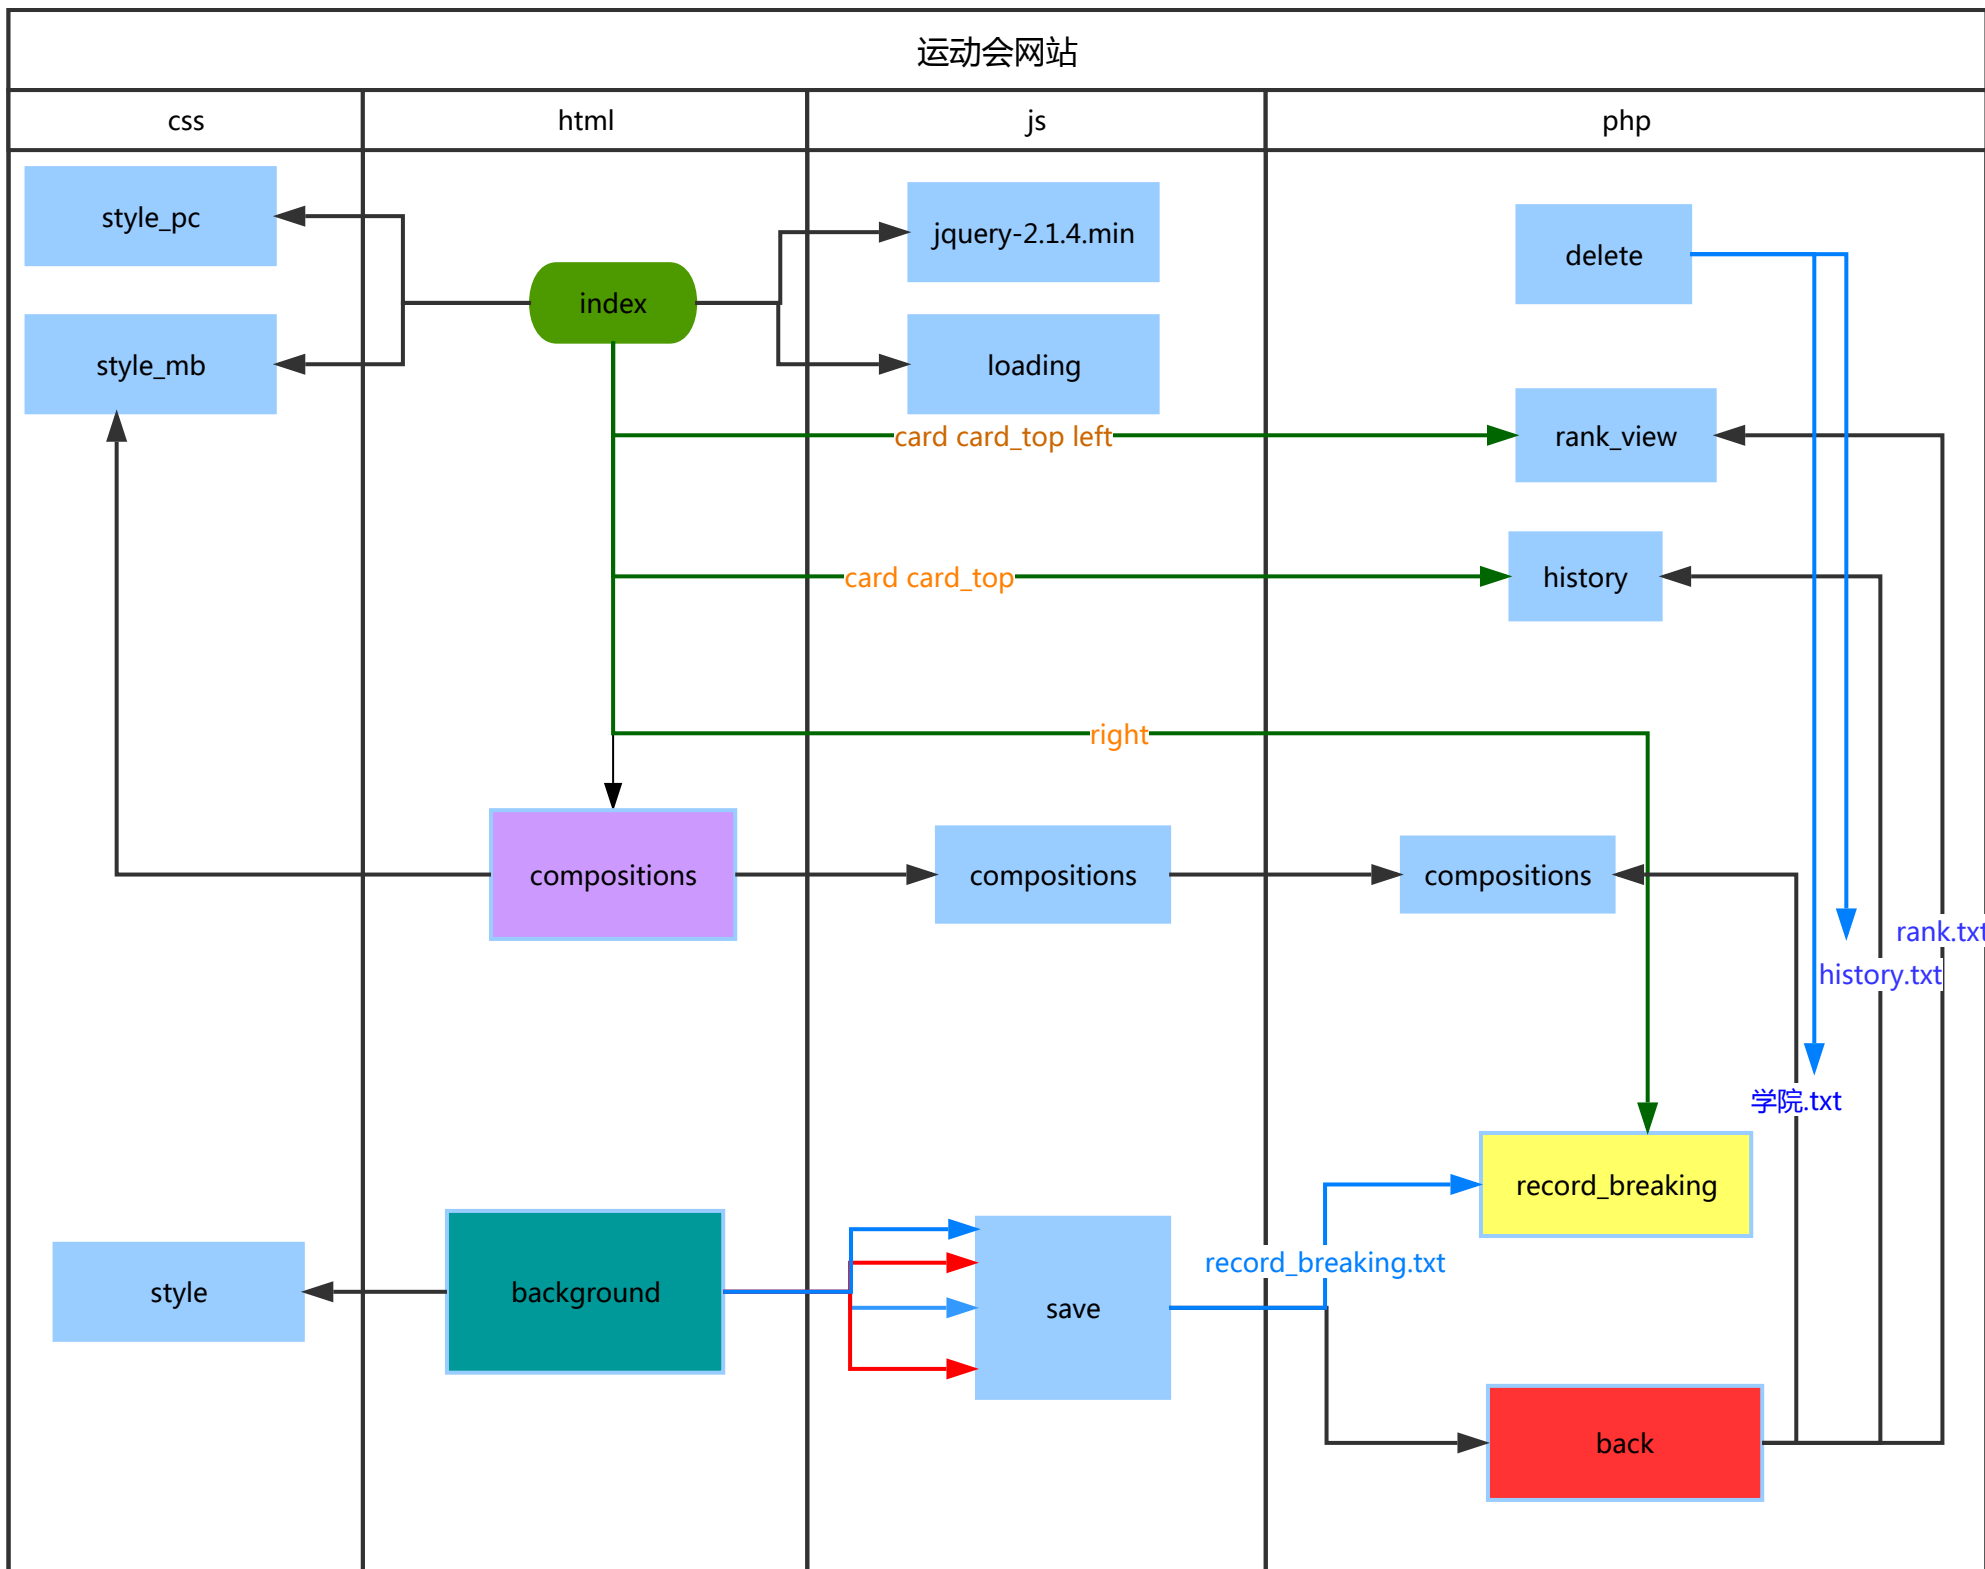 运动会网站
css
html
js
php
style_pc
jquery-2.1.4.min
delete
index
style_mb
loading
card card_top left
rank_view
card card_top
history
right
compositions
compositions
compositions
rank.txt
history.txt
学院.txt
record_breaking
record_breaking.txt
style
background
save
back